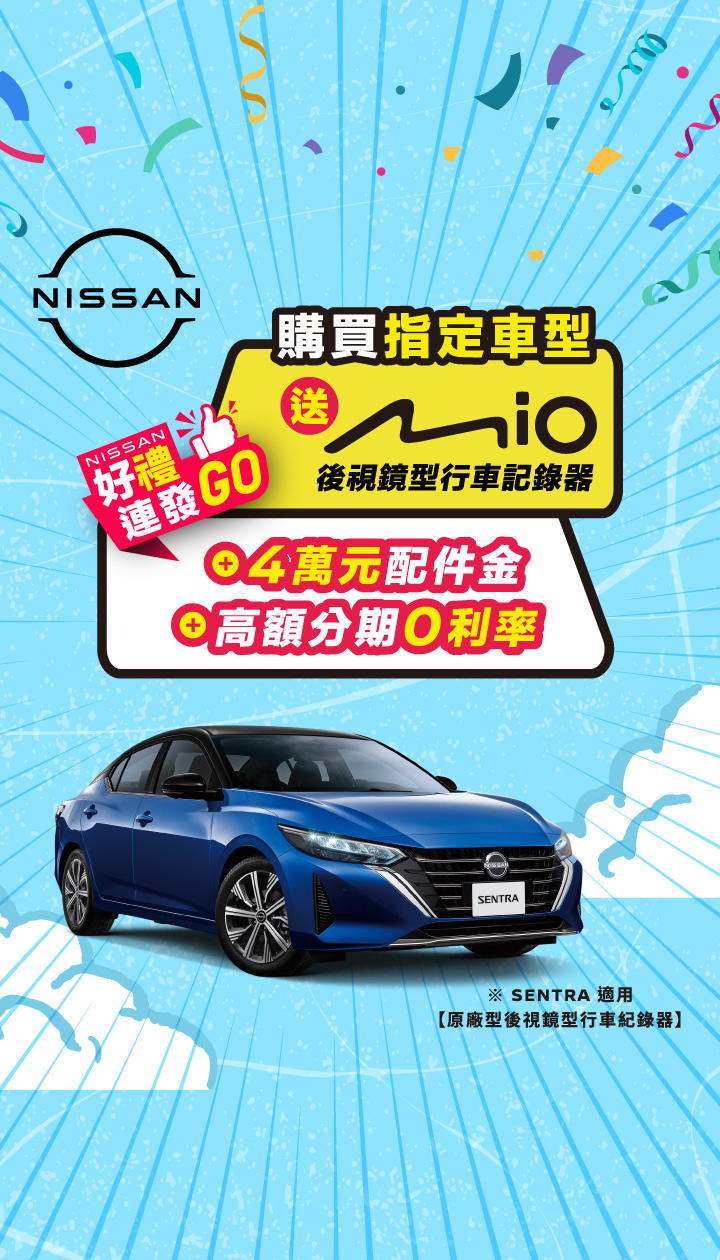 NISSAN
購買指定車型
送 Mio
後視鏡型行車記錄器
NISSAN
好禮
連發GO
+4萬元配件金
+高額分期0利率
NISSAN
SENTRA
※ SENTRA 適用
【原廠型後視鏡型行車紀錄器】